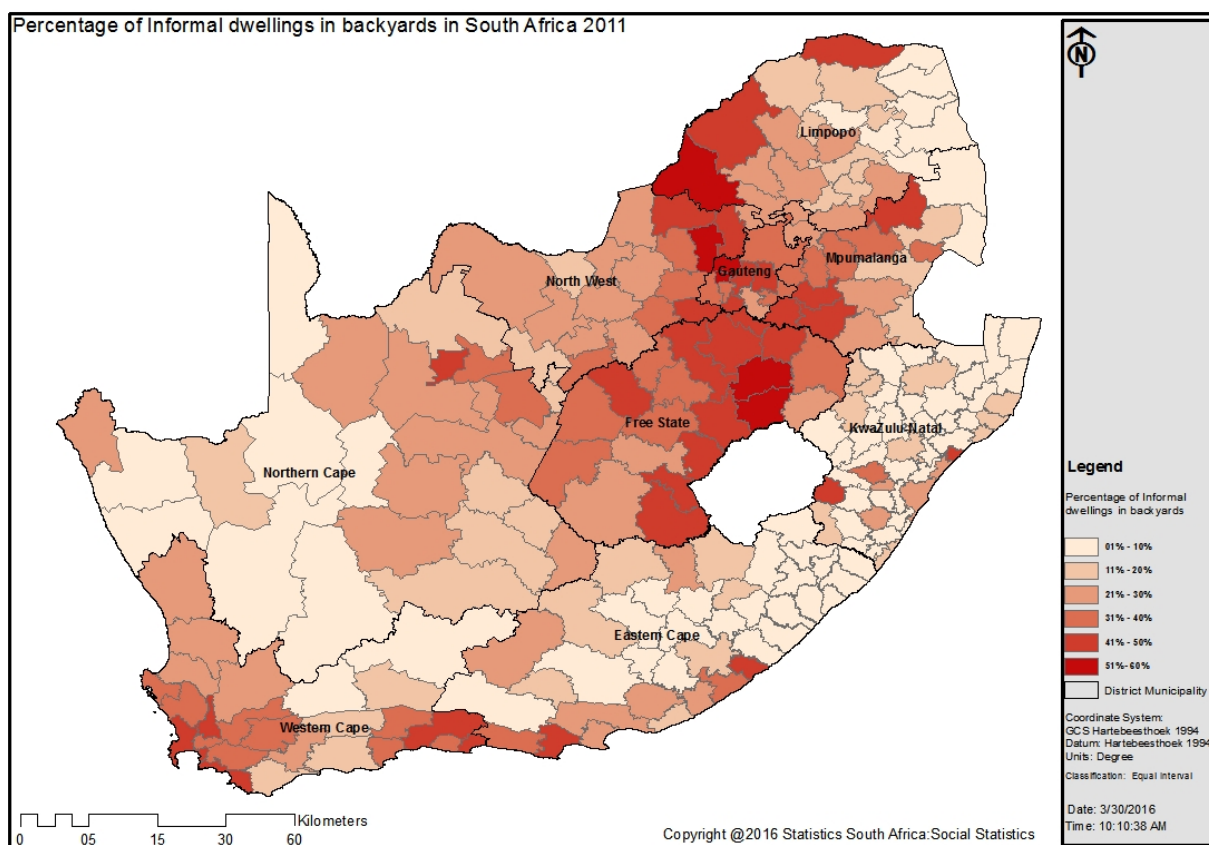 Percentage of Informal dwellings in backyards in South Africa 2011
N
Limpopo
Mpumalanga
Gauteng
North West
Free State
KwaZulu-Natal
Northern Cape
Eastern Cape
Western Cape
Kilometers
0 05 15 30 60
Copyright @2016 Statistics South Africa:Social Statistics
Legend
Percentage of Informal
dwellings in backyards
01% - 10%
11% - 20%
21% - 30%
31% - 40%
41% - 50%
51% - 60%
District Municipality
Coordinate System:
GCS Hartebeesthoek 1994
Datum: Hartebeesthoek 1994
Units: Degree
Classification: Equal Interval
Date: 3/30/2016
Time: 10:10:38 AM